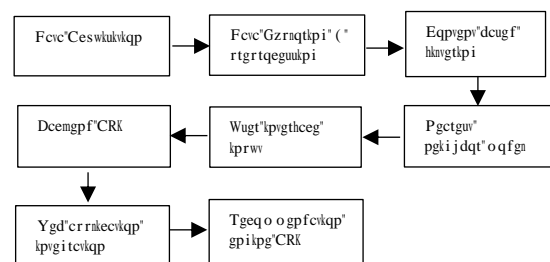 Fcvc"Ceswkukvkqp
Fcvc"Gzrnqtkpi"("
rtgrtqeguukpi
Eqpvgpv"dcugf"
hknvgtkpi
Pgctguv"
pgkijdqt"oqfgn
Wugt"kpvgthceg"
kprwv
Dcemgpf"CRK
Ygd"crrnkecvkqp"
kpvgitcvkqp
Tgeqoogpfcvkqp"
gpikpg"CRK